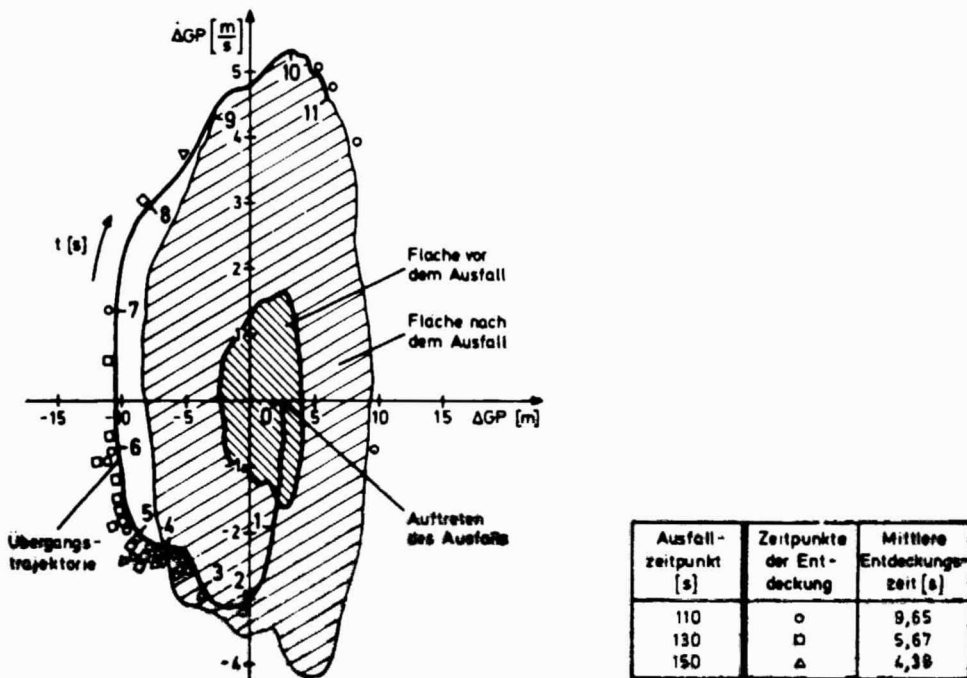 ΔĠP [m/s]
5
10
11
9
4
3
8
t [s]
2
Fläche vor
dem Ausfall
7
1
Fläche nach
dem Ausfall
-15
-10
-5
0
5
10
15
ΔGP [m]
6
-1
5
4
-2
1
Auftreten
des Ausfalls
Übergangs-
trajektorie
3
2
-4
Ausfall-
zeitpunkt
[s]
Zeitpunkte
der Ent-
deckung
Mittlere
Entdeckungs-
zeit [s]
110 ○ 9,65
130 □ 5,67
150 △ 4,38